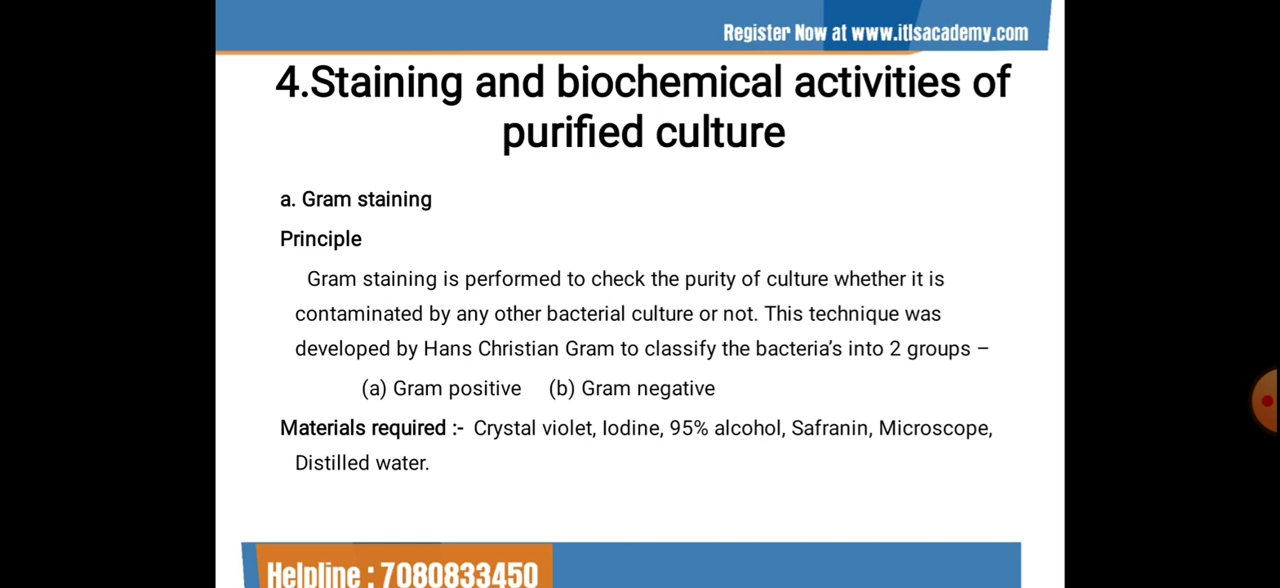 Register Now at www.itlsacademy.com
4.Staining and biochemical activities of
purified culture
a. Gram staining
Principle
Gram staining is performed to check the purity of culture whether it is
contaminated by any other bacterial culture or not. This technique was
developed by Hans Christian Gram to classify the bacteria’s into 2 groups –
(a) Gram positive (b) Gram negative
Materials required :- Crystal violet, Iodine, 95% alcohol, Safranin, Microscope,
Distilled water.
Helpline : 7080833450